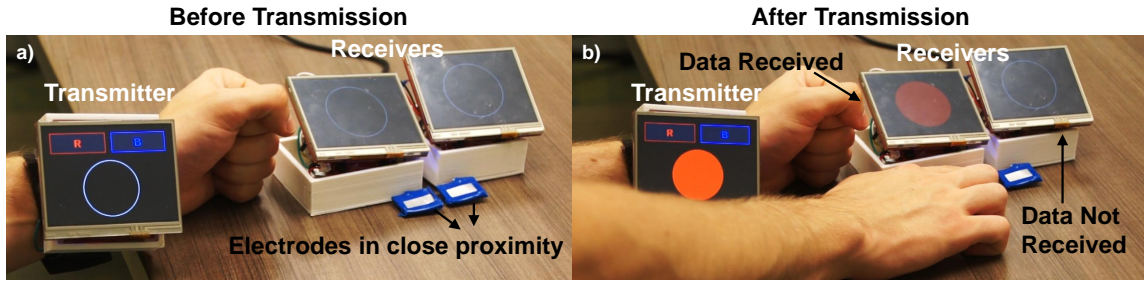 Before Transmission
After Transmission
a)
Receivers
Transmitter
R
B
Electrodes in close proximity
b)
Receivers
Data Received
Transmitter
R
B
Data Not
Received